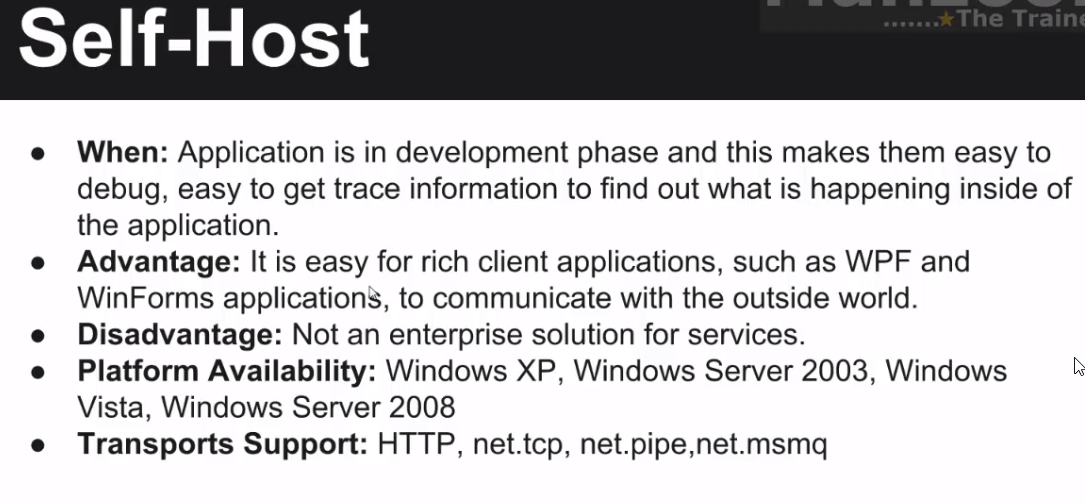 .......★The Traine
Self-Host
● When: Application is in development phase and this makes them easy to
debug, easy to get trace information to find out what is happening inside of
the application.
● Advantage: It is easy for rich client applications, such as WPF and
WinForms applications, to communicate with the outside world.
● Disadvantage: Not an enterprise solution for services.
● Platform Availability: Windows XP, Windows Server 2003, Windows
Vista, Windows Server 2008
● Transports Support: HTTP, net.tcp, net.pipe,net.msmq